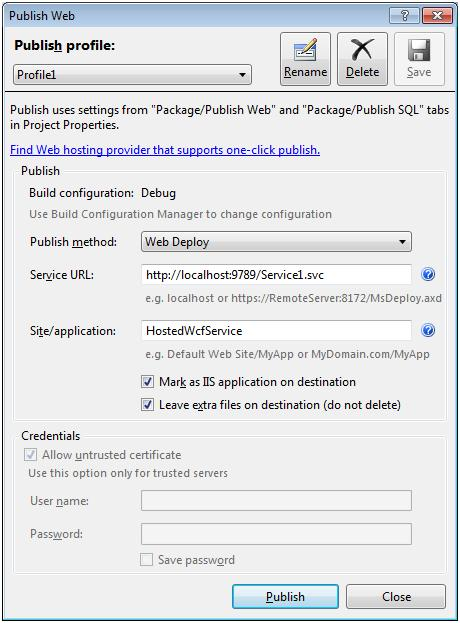 Publish Web
Publish profile:
Profile1
Rename
Delete
Save
Publish uses settings from "Package/Publish Web" and "Package/Publish SQL" tabs
in Project Properties.
Find Web hosting provider that supports one-click publish.
Publish
Build configuration: Debug
Use Build Configuration Manager to change configuration
Publish method: Web Deploy
Service URL: http://localhost:9789/Service1.svc
e.g. localhost or https://RemoteServer:8172/MsDeploy.axd
Site/application: HostedWcfService
e.g. Default Web Site/MyApp or MyDomain.com/MyApp
Mark as IIS application on destination
Leave extra files on destination (do not delete)
Credentials
Allow untrusted certificate
Use this option only for trusted servers
User name:
Password:
Save password
Publish
Close